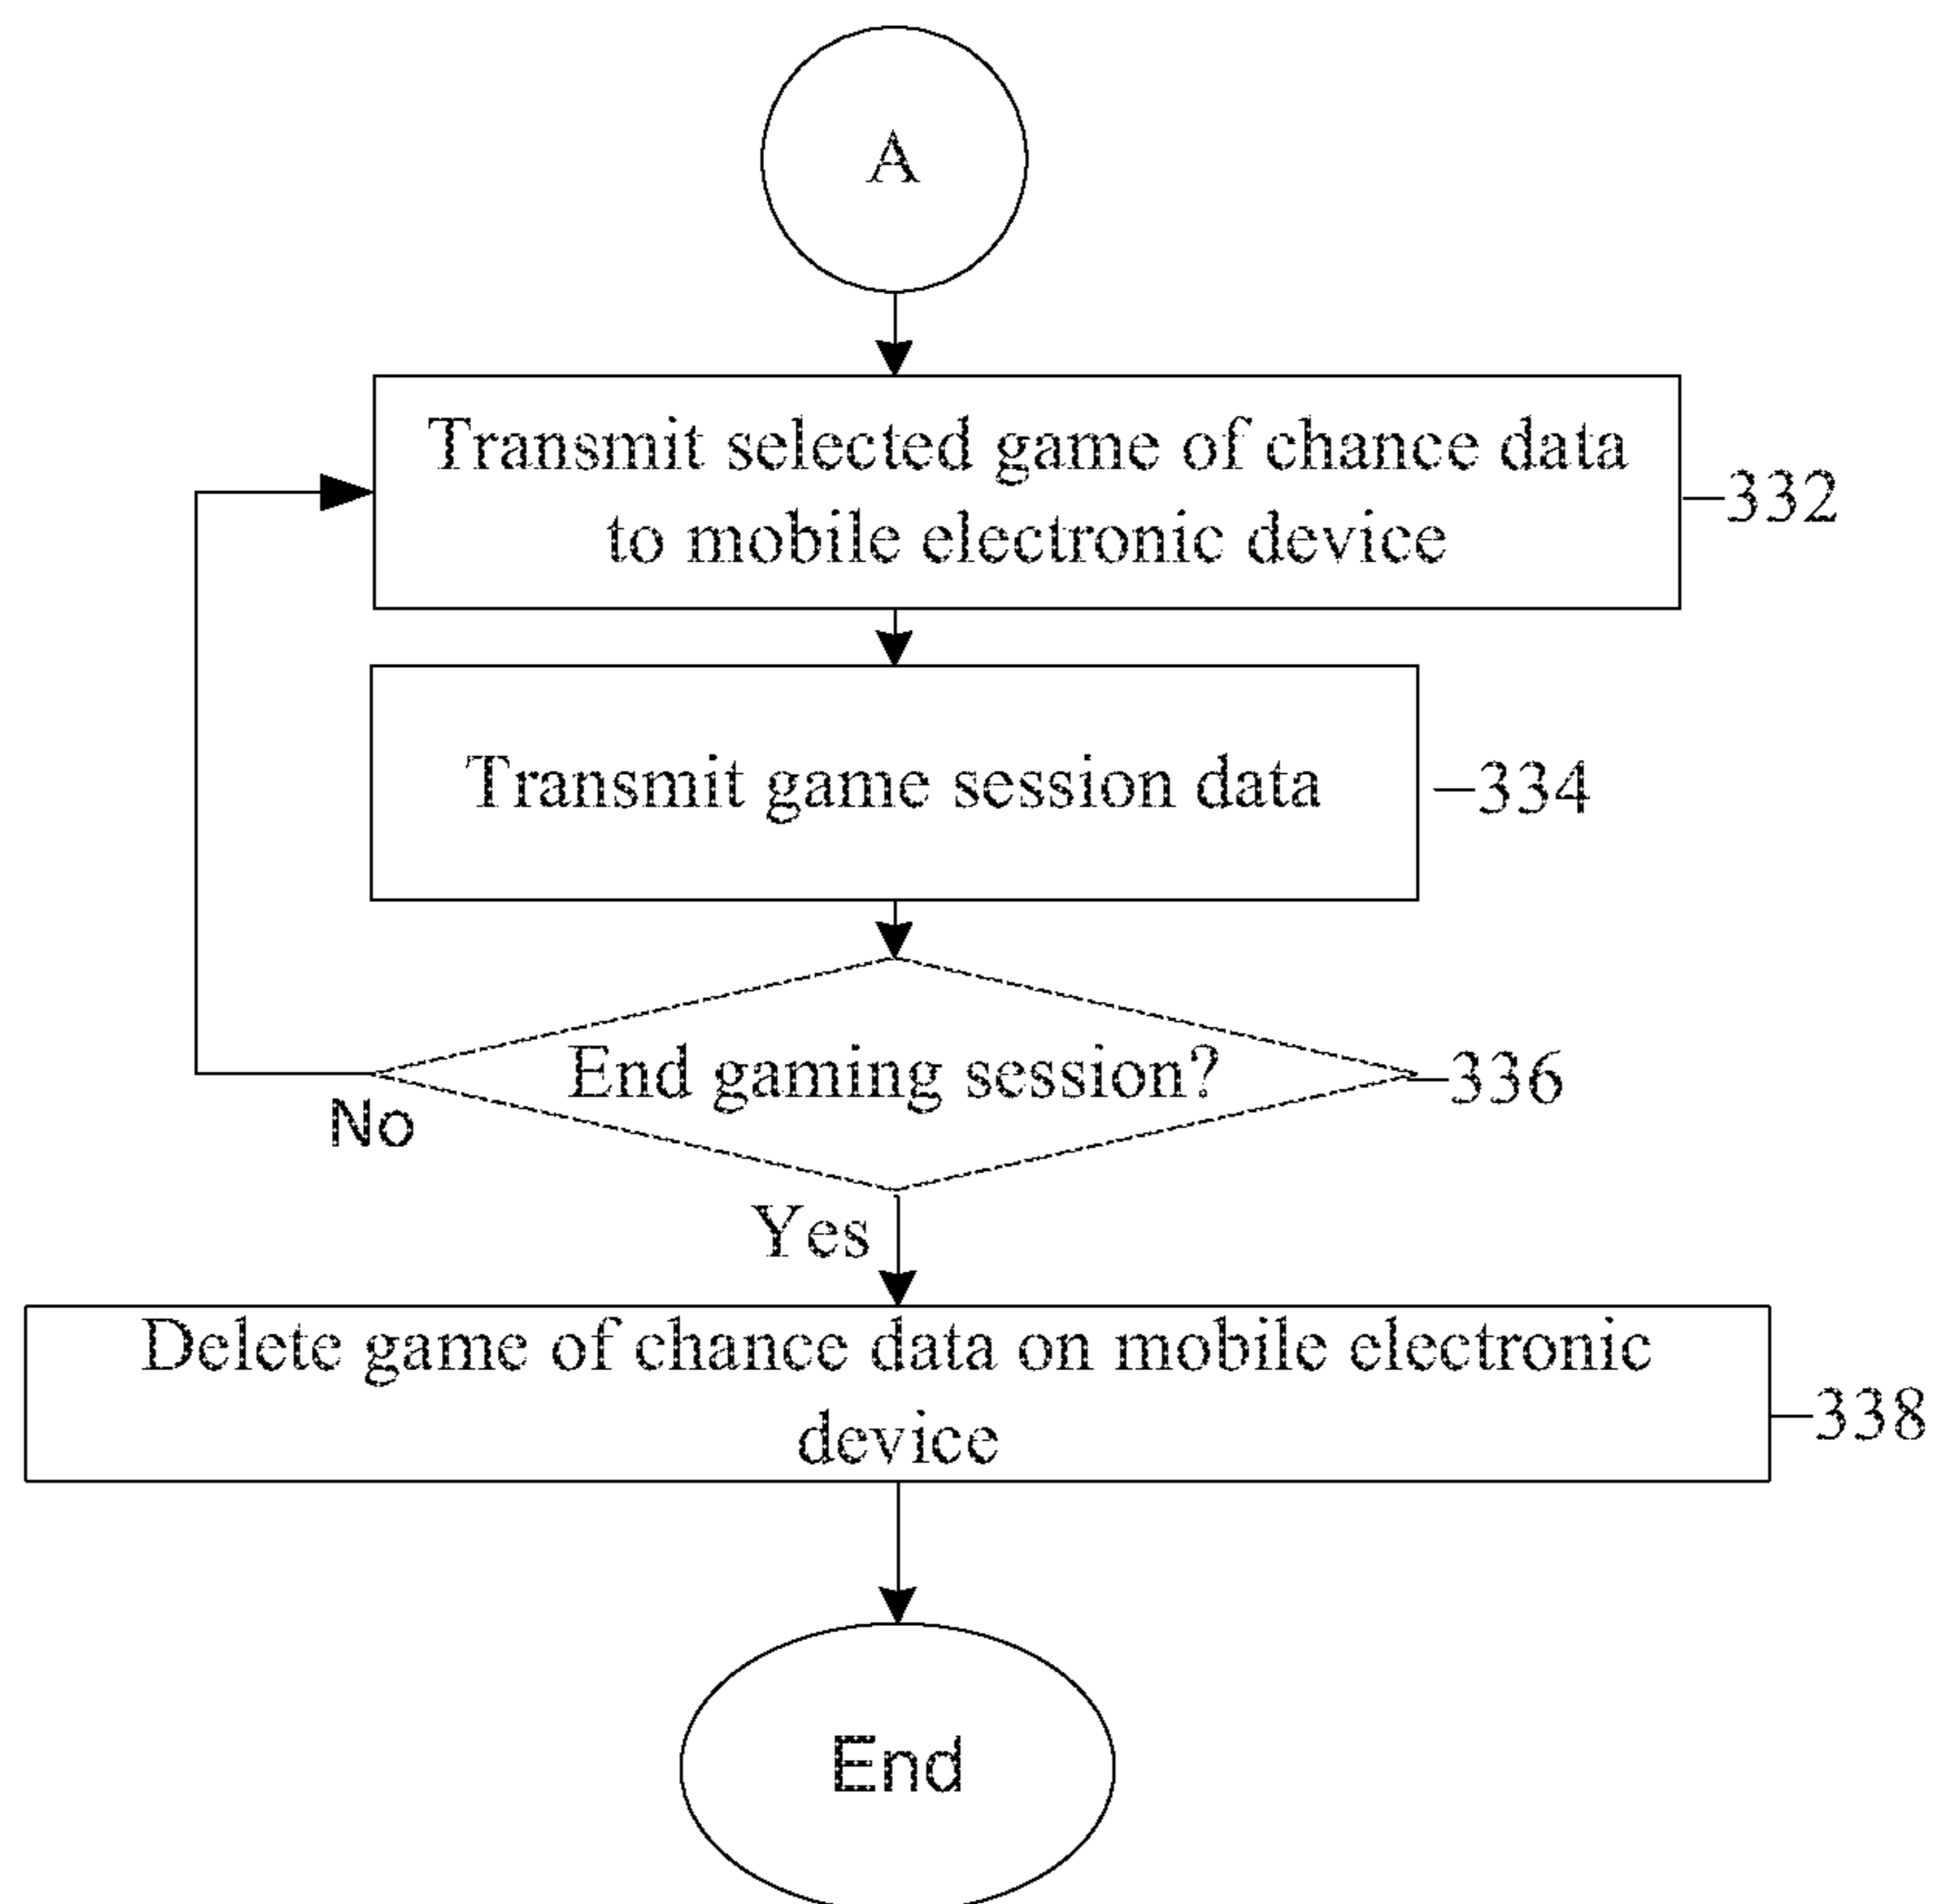 A
Transmit selected game of chance data
to mobile electronic device
332
Transmit game session data
334
End gaming session?
336
No
Yes
Delete game of chance data on mobile electronic
device
338
End